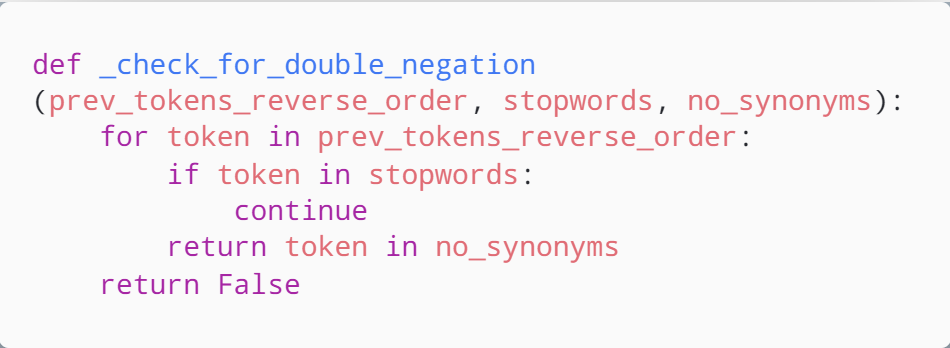 def _check_for_double_negation
(prev_tokens_reverse_order, stopwords, no_synonyms):
    for token in prev_tokens_reverse_order:
        if token in stopwords:
            continue
        return token in no_synonyms
    return False